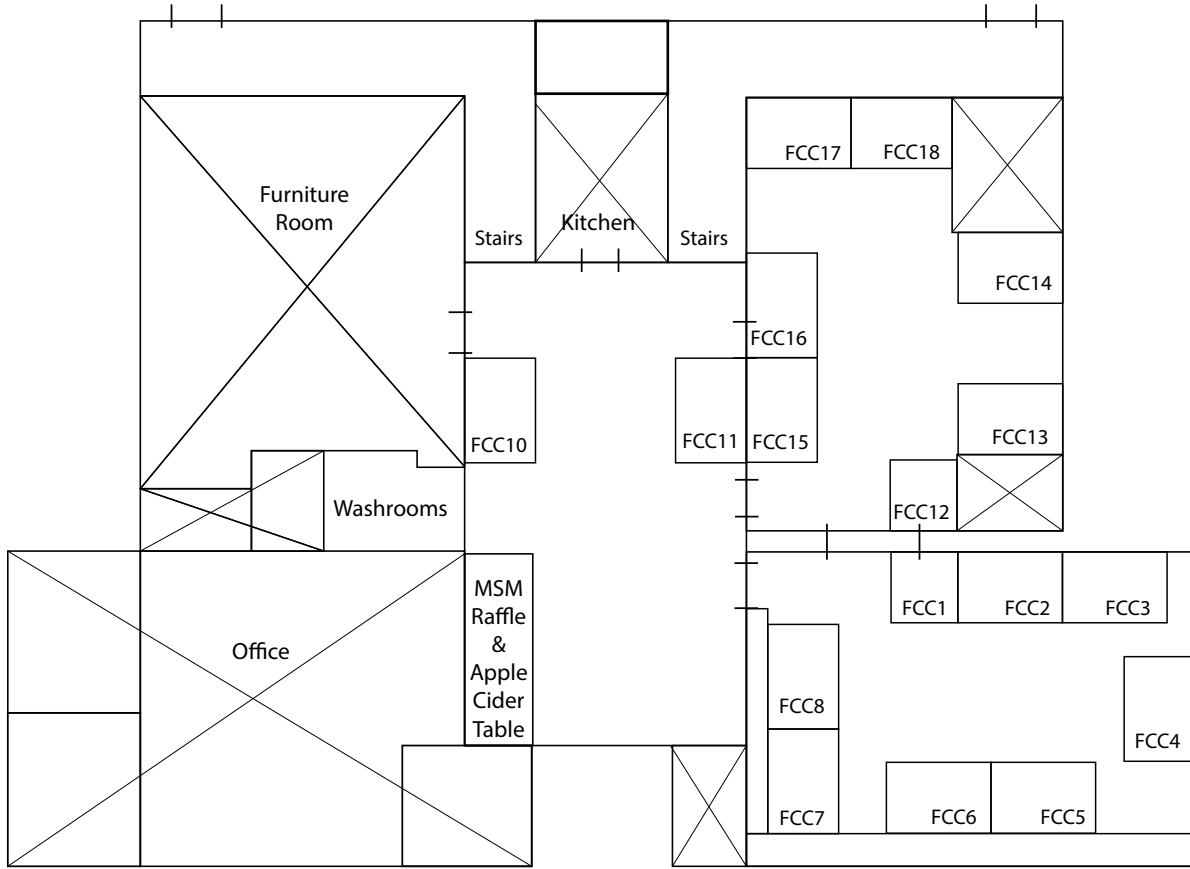 FCC17
FCC18
Furniture
Room
Stairs
Kitchen
Stairs
FCC14
FCC16
FCC10
FCC11
FCC15
FCC13
Washrooms
FCC12
MSM
Raffle
&
Apple
Cider
Table
Office
FCC1
FCC2
FCC3
FCC8
FCC4
FCC7
FCC6
FCC5